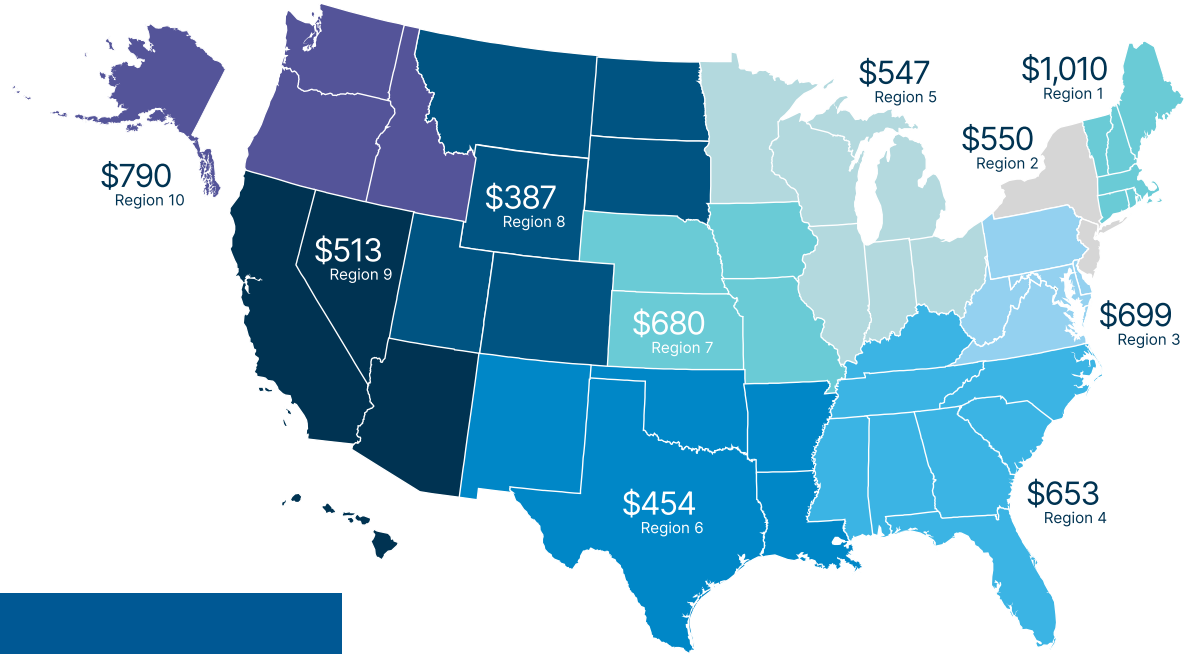 $547
Region 5
$1,010
Region 1
$550
Region 2
$790
Region 10
$387
Region 8
$513
Region 9
$680
Region 7
$699
Region 3
$454
Region 6
$653
Region 4